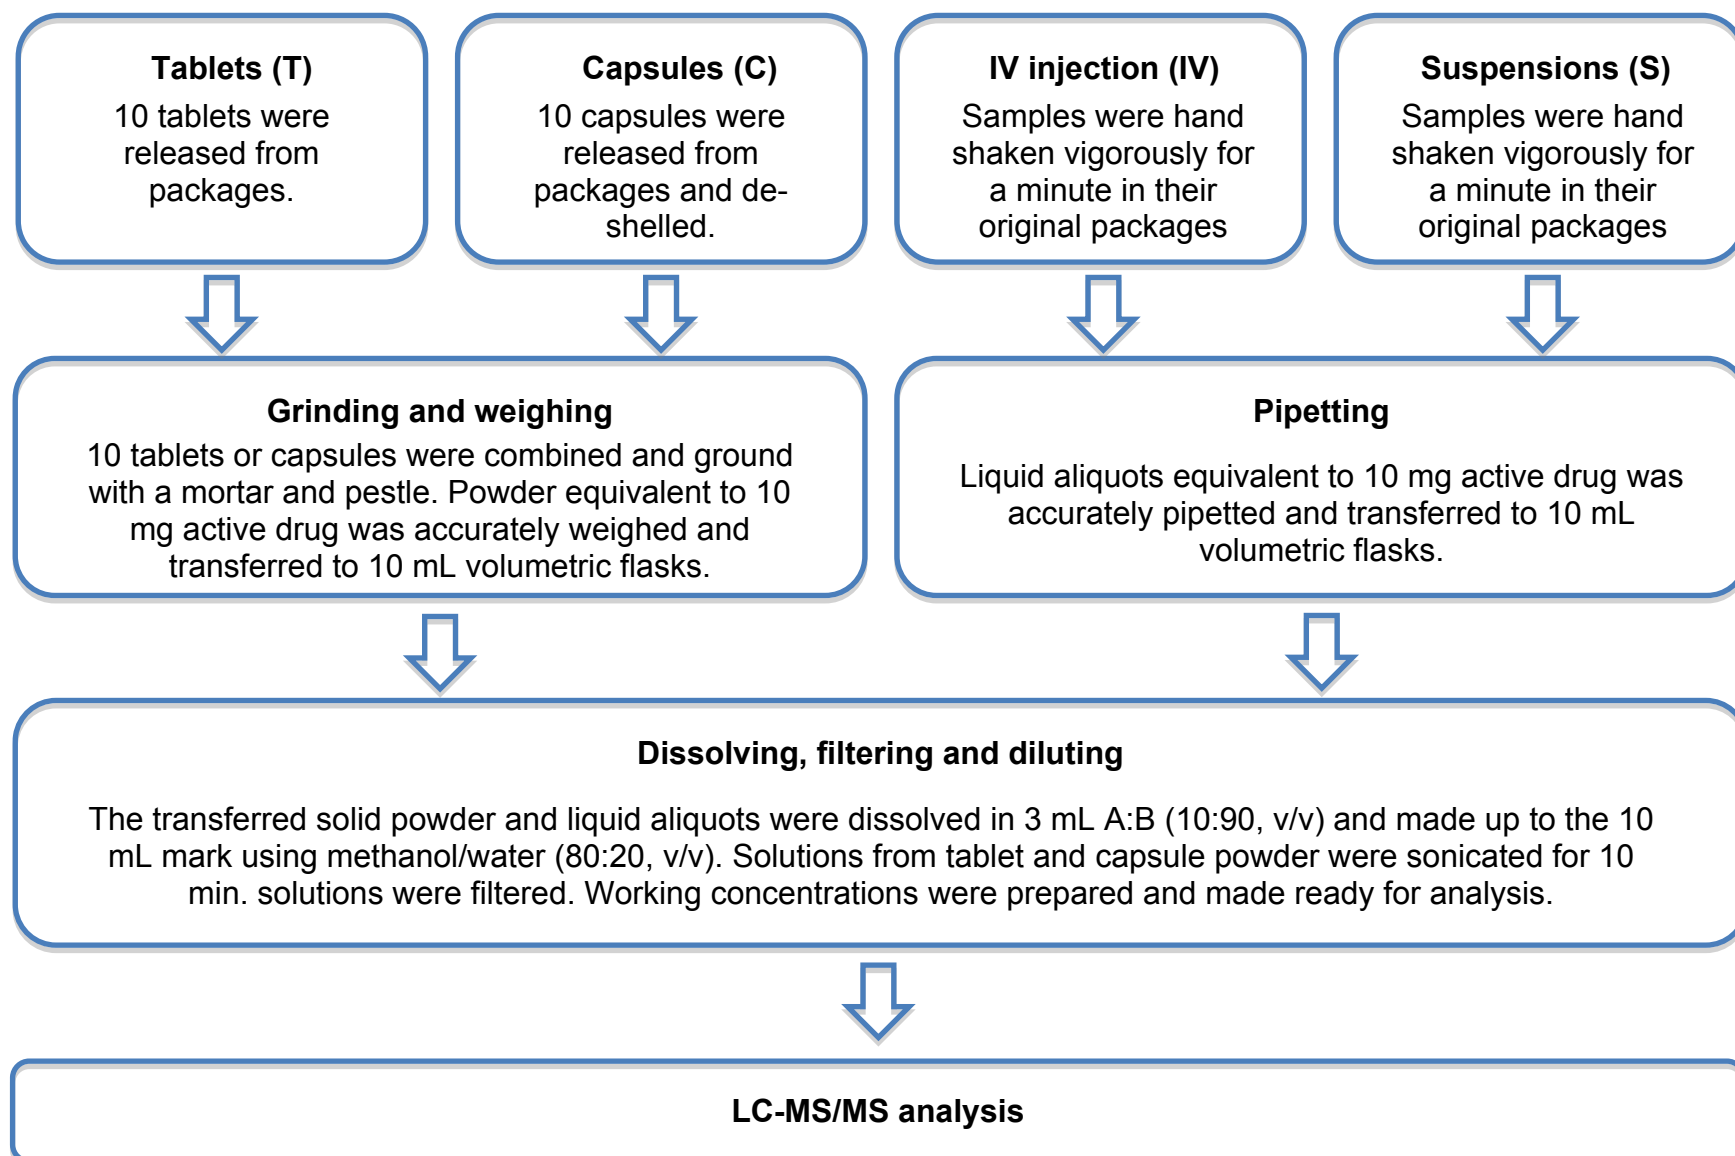 Tablets (T)
10 tablets were
released from
packages.
Capsules (C)
10 capsules were
released from
packages and de-
shelled.
IV injection (IV)
Samples were hand
shaken vigorously for
a minute in their
original packages
Suspensions (S)
Samples were hand
shaken vigorously for
a minute in their
original packages
Grinding and weighing
10 tablets or capsules were combined and ground
with a mortar and pestle. Powder equivalent to 10
mg active drug was accurately weighed and
transferred to 10 mL volumetric flasks.
Pipetting
Liquid aliquots equivalent to 10 mg active drug was
accurately pipetted and transferred to 10 mL
volumetric flasks.
Dissolving, filtering and diluting
The transferred solid powder and liquid aliquots were dissolved in 3 mL A:B (10:90, v/v) and made up to the 10
mL mark using methanol/water (80:20, v/v). Solutions from tablet and capsule powder were sonicated for 10
min. solutions were filtered. Working concentrations were prepared and made ready for analysis.
LC-MS/MS analysis